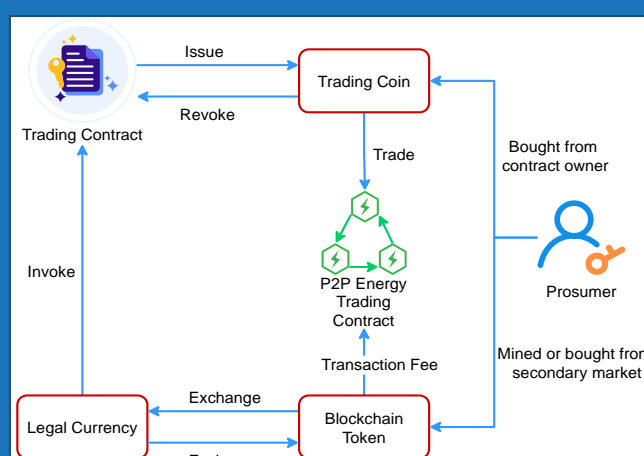 Issue
Trading Coin
Revoke
Trading Contract
Trade
Bought from
contract owner
Invoke
P2P Energy
Trading
Contract
Prosumer
Transaction Fee
Mined or bought from
secondary market
Exchange
Legal Currency
Blockchain
Token